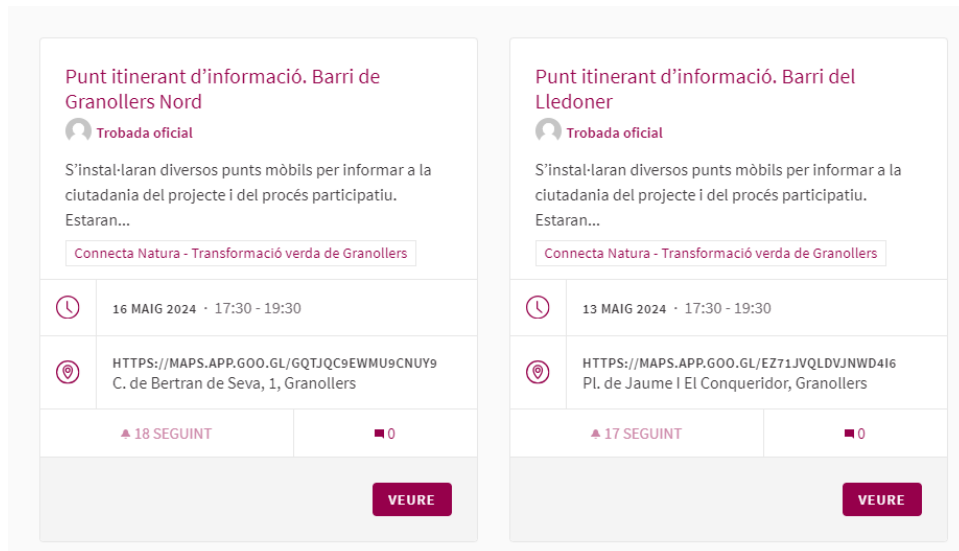 Punt itinerant d'informació. Barri de
Granollers Nord
Trobada oficial
S'instal·laran diversos punts mòbils per informar a la
ciutadania del projecte i del procés participatiu.
Estaran...
Connecta Natura - Transformació verda de Granollers
16 MAIG 2024 · 17:30 - 19:30
HTTPS://MAPS.APP.GOO.GL/GQTJQC9EWMU9CNUY9
C. de Bertran de Seva, 1, Granollers
18 SEGUINT
0
VEURE
Punt itinerant d'informació. Barri del
Lledoner
Trobada oficial
S'instal·laran diversos punts mòbils per informar a la
ciutadania del projecte i del procés participatiu.
Estaran...
Connecta Natura - Transformació verda de Granollers
13 MAIG 2024 · 17:30 - 19:30
HTTPS://MAPS.APP.GOO.GL/EZ71JVQLDVJNWD4I6
Pl. de Jaume I El Conqueridor, Granollers
17 SEGUINT
0
VEURE